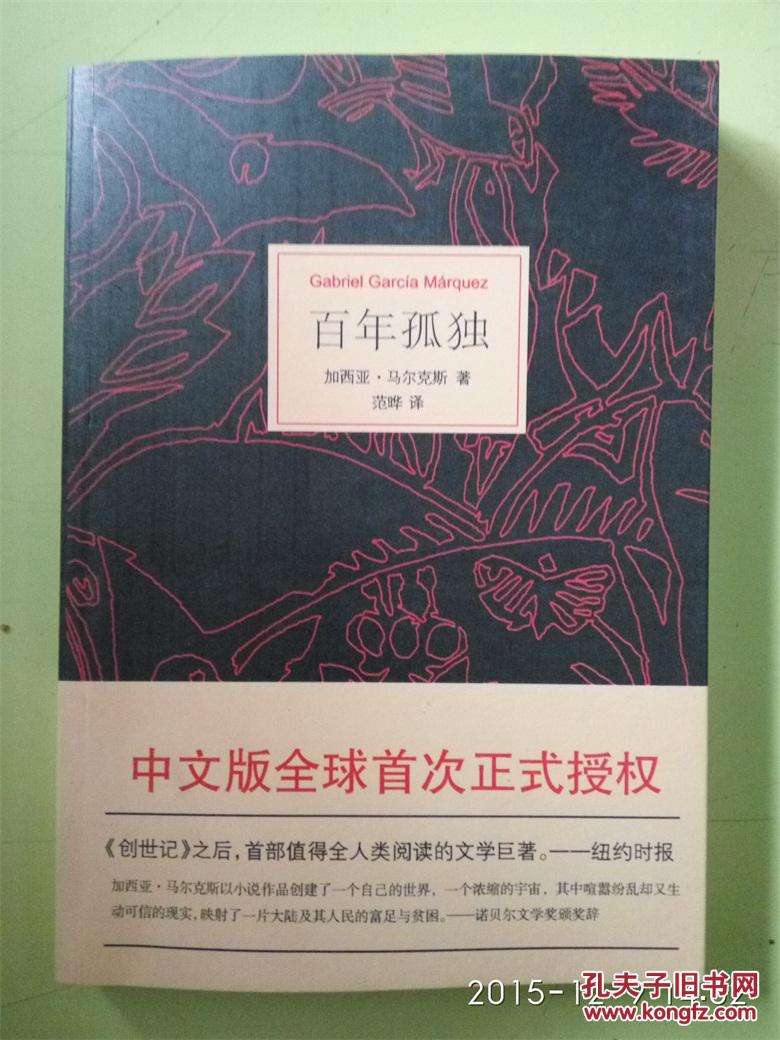 Gabriel García Márquez
百年孤独
加西亚·马尔克斯 著
范晔 译
中文版全球首次正式授权
《创世记》之后,首部值得全人类阅读的文学巨著。——纽约时报
加西亚·马尔克斯以小说作品创建了一个自己的世界,一个浓缩的宇宙,其中喧嚣纷乱却又生
动可信的现实,映射了一片大陆及其人民的富足与贫困。——诺贝尔文学奖颁奖辞
孔夫子旧书网
www.kongfz.com